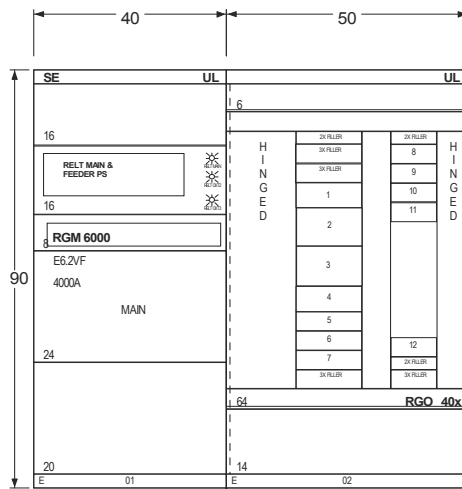 40
50
SE
UL
UL
6
16
RELT MAIN &
FEEDER PS
16
8
RGM 6000
E6.2VF
4000A
MAIN
90
24
20
E
01
HINGED
2X FILLER
3X FILLER
3X FILLER
1
2
3
4
5
6
7
3X FILLER
2X FILLER
8
9
10
11
12
2X FILLER
3X FILLER
HINGED
64
RGO 40x
14
E
02